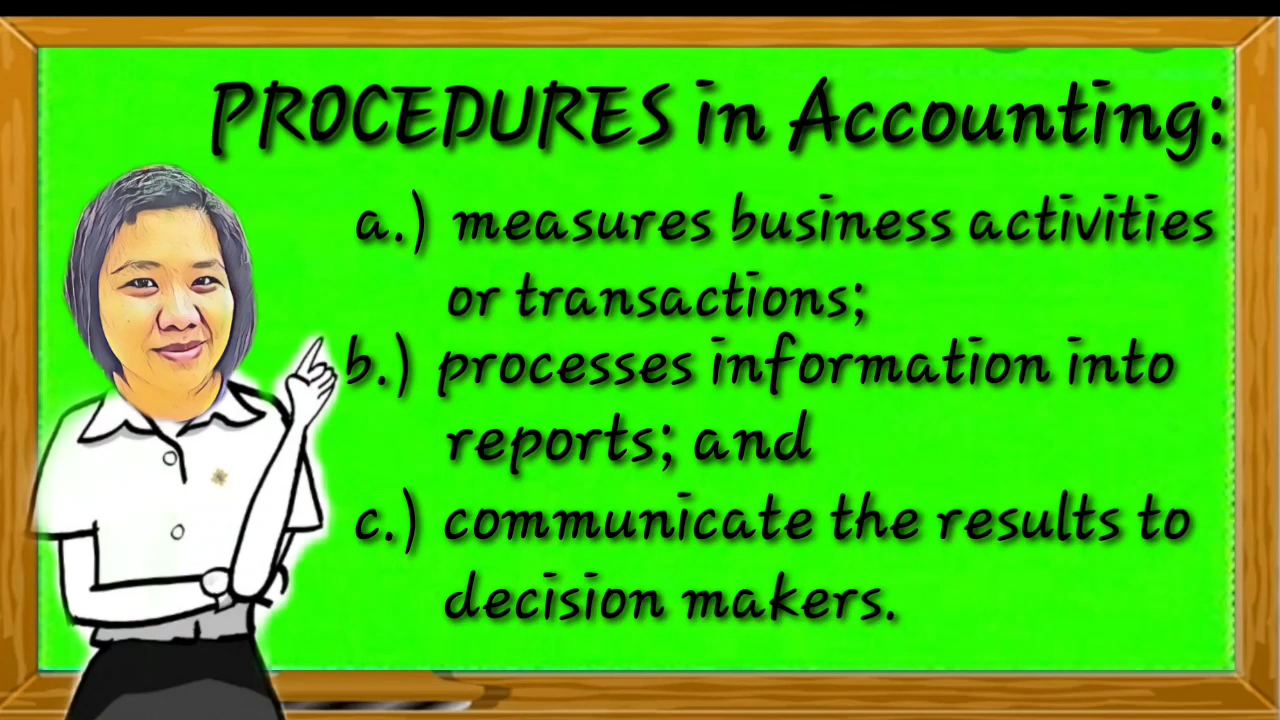 PROCEDURES in Accounting:
a.) measures business activities
or transactions;
b.) processes information into
reports; and
c.) communicate the results to
decision makers.